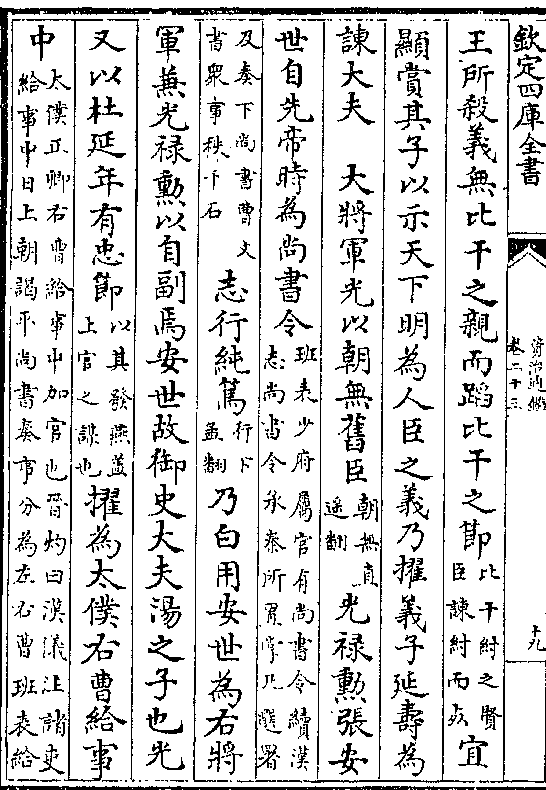 欽定四庫全書
資治通鑑
卷二十三
十九
王所殺義無比干之親而蹈比干之節比干紂之賢臣諫紂而死宜
顯賞其子以示天下明為人臣之義乃擢義子延壽為
諫大夫 大將軍光以朝無舊臣朝無直遥翻光禄勲張安
世自先帝時為尚書令班表少府屬官有尚書令續漢志尚書令承秦所置掌凡選署
及奏下尚書曹文書衆事秩千石志行純篤行下孟翻乃白用安世為右將
軍兼光禄勲以自副焉安世故御史大夫湯之子也光
又以杜延年有忠節以其發燕蓋上官之謀也擢為太僕右曹給事
中太僕正卿右曹給事中加官也晉灼曰漢儀注諸吏給事中日上朝謁平尚書奏事分為左右曹班表給